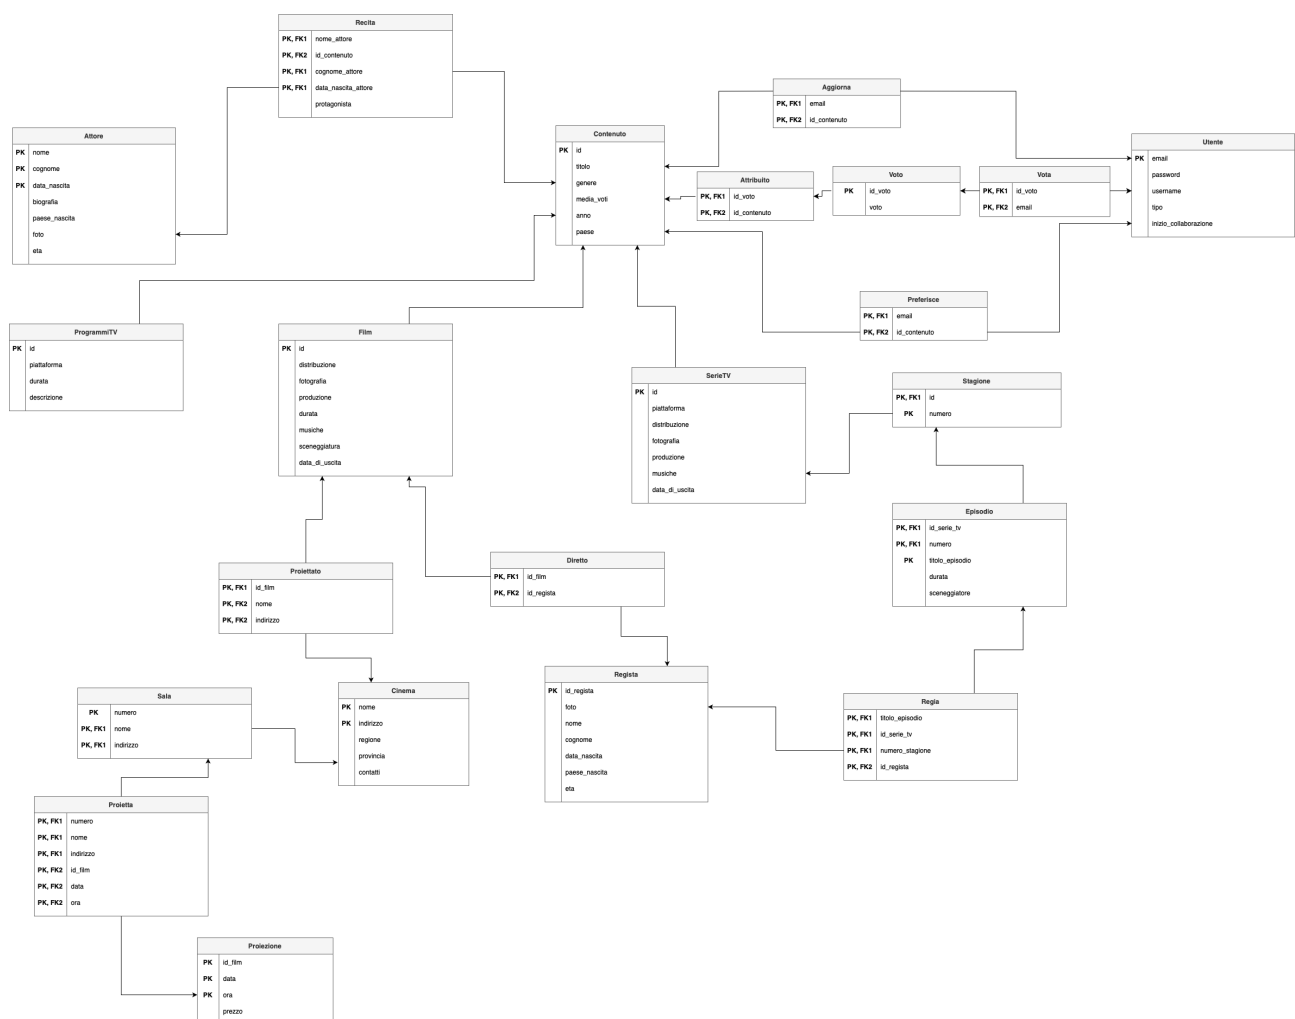 Recita
PK, FK1 nome_attore
PK, FK2 id_contenuto
PK, FK1 cognome_attore
PK, FK1 data_nascita_attore
protagonista
Attore
PK nome
PK cognome
PK data_nascita
biografia
paese_nascita
foto
eta
Contenuto
PK id
titolo
genere
media_voti
anno
paese
Aggiorna
PK, FK1 email
PK, FK2 id_contenuto
Attribuito
PK, FK1 id_voto
PK, FK2 id_contenuto
Voto
PK id_voto
voto
Vota
PK, FK1 id_voto
PK, FK2 email
Utente
PK email
password
username
tipo
inizio_collaborazione
Preferisce
PK, FK1 email
PK, FK2 id_contenuto
ProgrammiTV
PK id
piattaforma
durata
descrizione
Film
PK id
distribuzione
fotografia
produzione
durata
musiche
sceneggiatura
data_di_uscita
SerieTV
PK id
piattaforma
distribuzione
fotografia
produzione
musiche
data_di_uscita
Stagione
PK, FK1 id
PK numero
Episodio
PK, FK1 id_serie_tv
PK, FK1 numero
PK titolo_episodio
durata
sceneggiatore
Proiettato
PK, FK1 id_film
PK, FK2 nome
PK, FK2 indirizzo
Diretto
PK, FK1 id_film
PK, FK2 id_regista
Sala
PK numero
PK, FK1 nome
PK, FK1 indirizzo
Cinema
PK nome
PK indirizzo
regione
provincia
contatti
Regista
PK id_regista
foto
nome
cognome
data_nascita
paese_nascita
eta
Regia
PK, FK1 titolo_episodio
PK, FK1 id_serie_tv
PK, FK1 numero_stagione
PK, FK2 id_regista
Proietta
PK, FK1 numero
PK, FK1 nome
PK, FK1 indirizzo
PK, FK2 id_film
PK, FK2 data
PK, FK2 ora
Proiezione
PK id_film
PK data
PK ora
prezzo